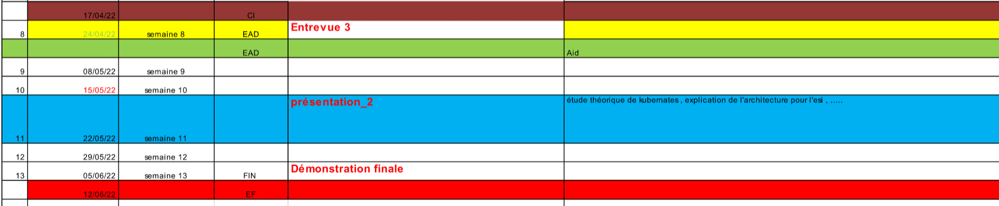 17/04/22 CI
Entrevue 3
8 24/04/22 semaine 8 EAD
EAD Aid
9 08/05/22 semaine 9
10 15/05/22 semaine 10
présentation_2 étude théorique de kubernates , explication de l'architecture pour l'esi , .....
11 22/05/22 semaine 11
12 29/05/22 semaine 12
Démonstration finale
13 05/06/22 semaine 13 FIN
12/06/22 EF